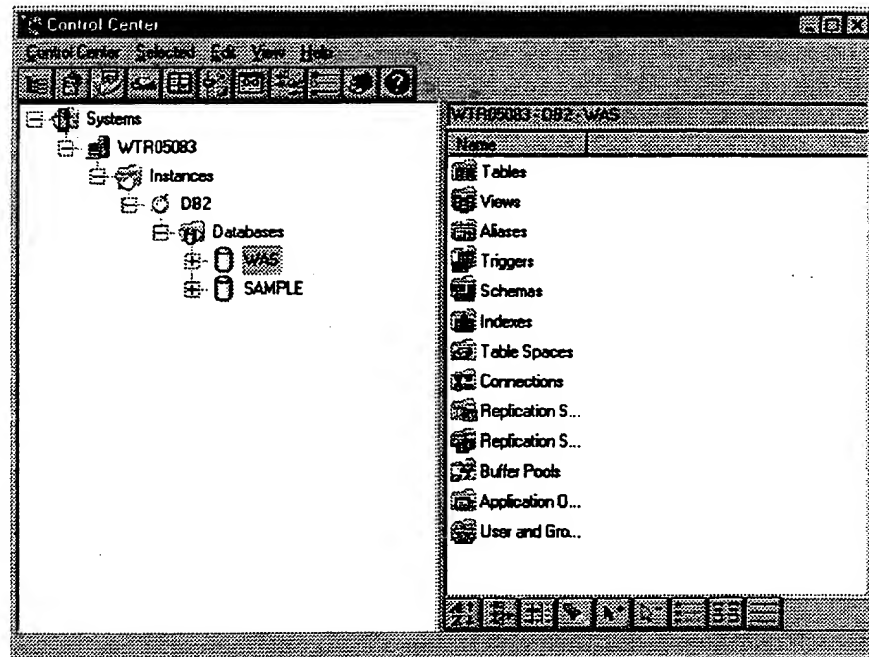 Control Center
Control Center Selected Edit View Help
Systems
WTR05083
Instances
DB2
Databases
WAS
SAMPLE
WTR05083 - DB2 - WAS
Name
Tables
Views
Aliases
Triggers
Schemas
Indexes
Table Spaces
Connections
Replication S...
Replication S...
Buffer Pools
Application O...
User and Gro...